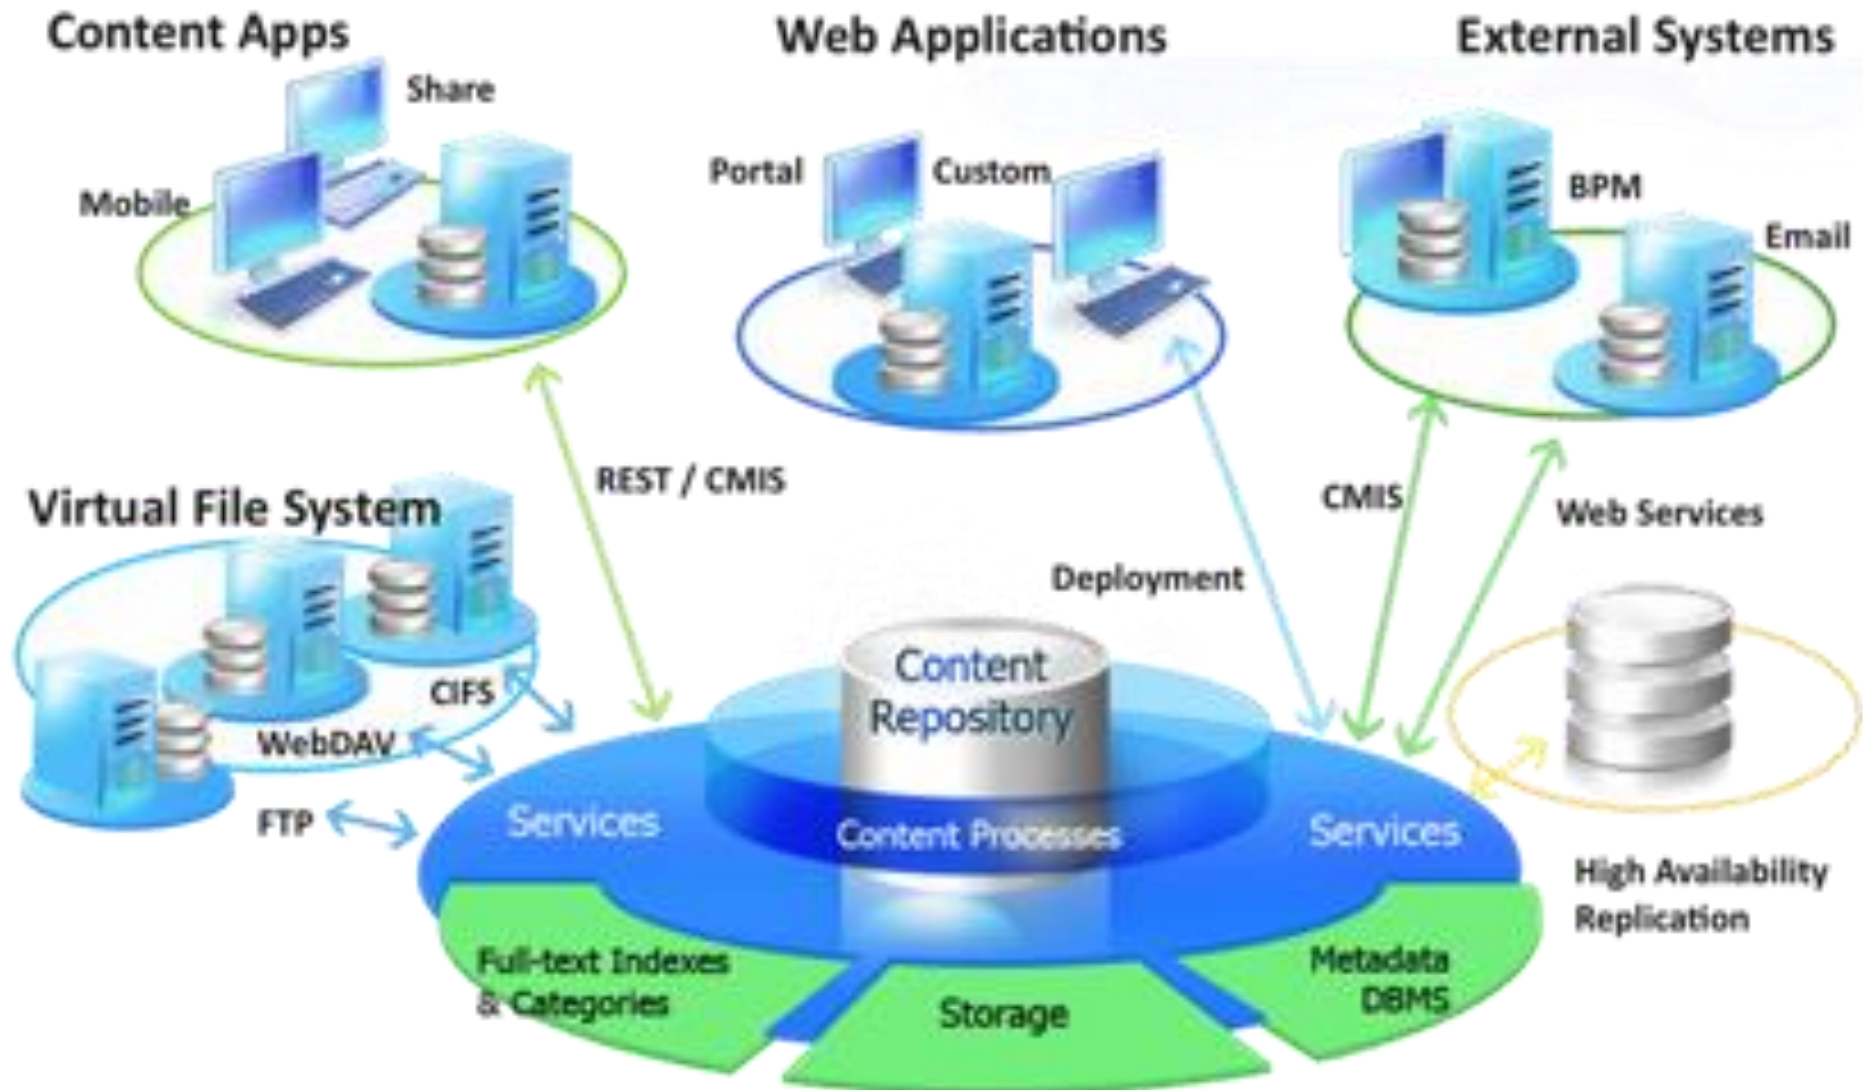 Content Apps
Web Applications
External Systems
Share
Mobile
Portal
Custom
BPM
Email
REST / CMIS
CMIS
Web Services
Virtual File System
Deployment
CIFS
WebDAV
FTP
Content
Repository
Services
Content Processes
Services
High Availability
Replication
Full-text Indexes
& Categories
Storage
Metadata
DBMS